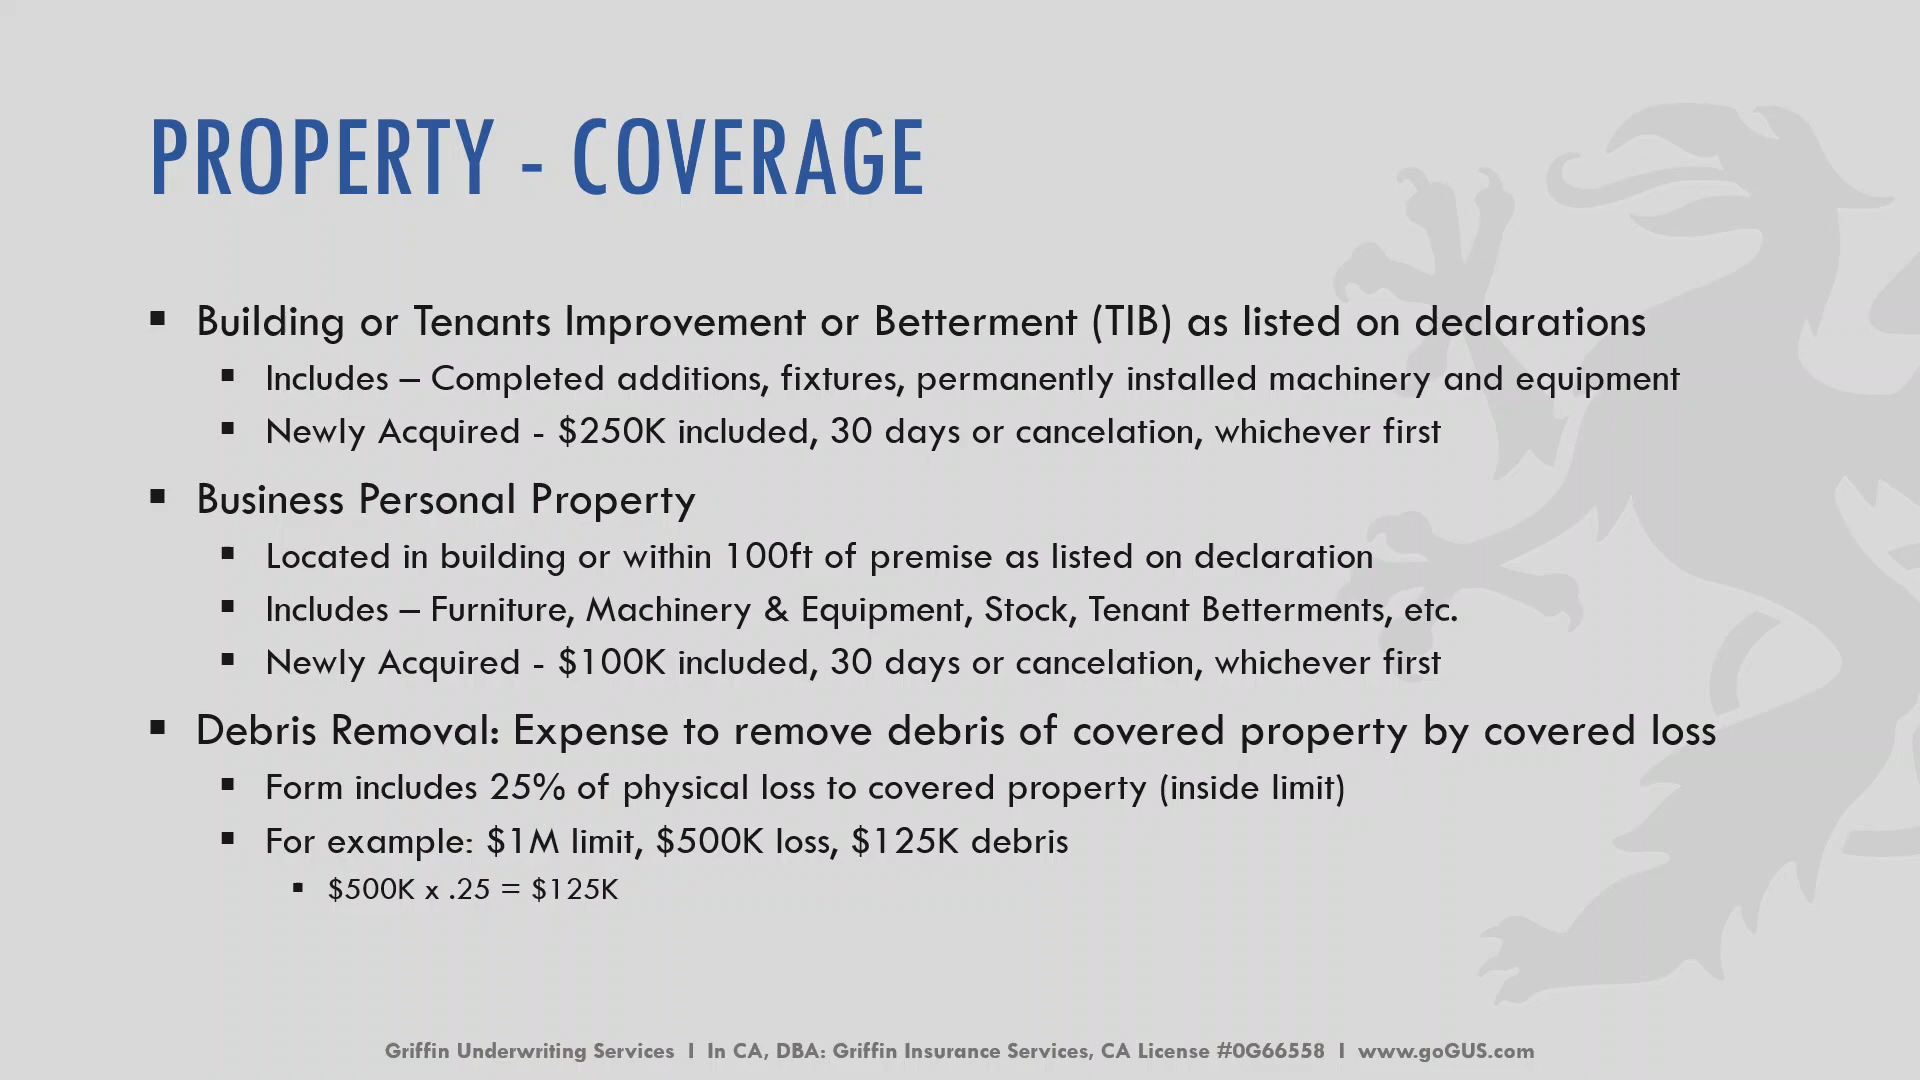 PROPERTY - COVERAGE
▪ Building or Tenants Improvement or Betterment (TIB) as listed on declarations
▪ Includes – Completed additions, fixtures, permanently installed machinery and equipment
▪ Newly Acquired - $250K included, 30 days or cancelation, whichever first
▪ Business Personal Property
▪ Located in building or within 100ft of premise as listed on declaration
▪ Includes – Furniture, Machinery & Equipment, Stock, Tenant Betterments, etc.
▪ Newly Acquired - $100K included, 30 days or cancelation, whichever first
▪ Debris Removal: Expense to remove debris of covered property by covered loss
▪ Form includes 25% of physical loss to covered property (inside limit)
▪ For example: $1M limit, $500K loss, $125K debris
▪ $500K x .25 = $125K
Griffin Underwriting Services I In CA, DBA: Griffin Insurance Services, CA License #0G66558 I www.goGUS.com